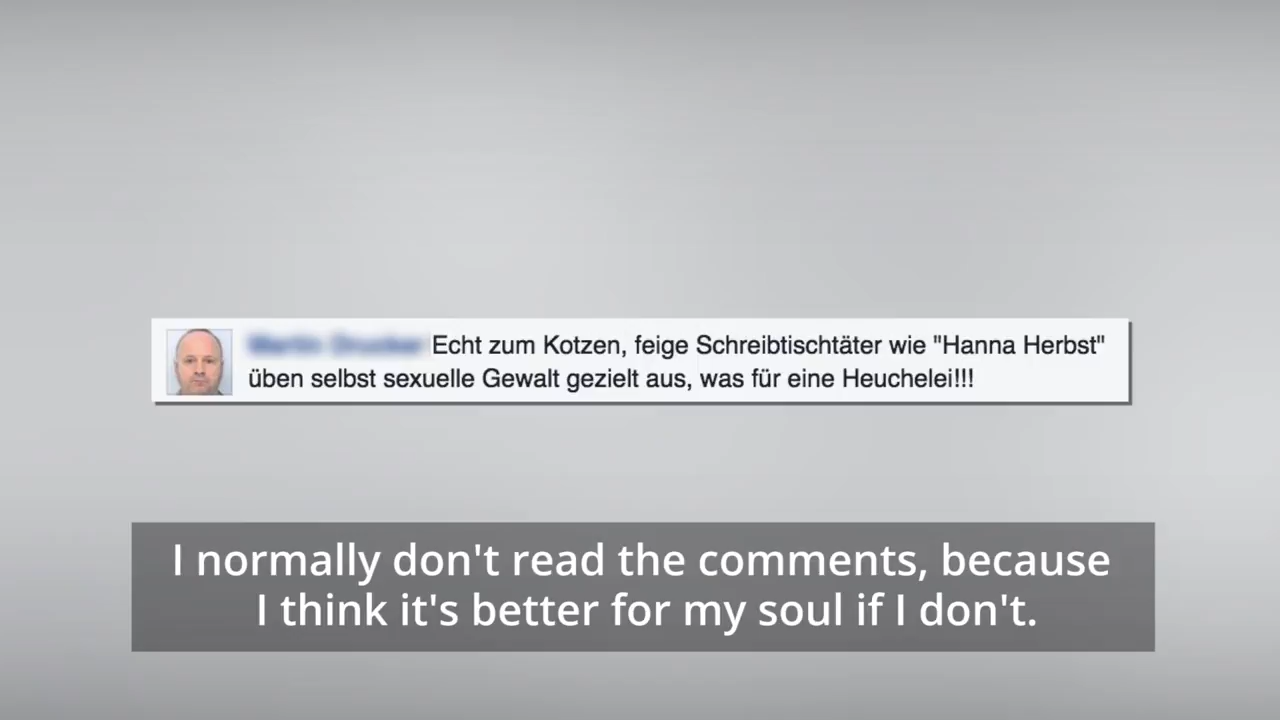 Echt zum Kotzen, feige Schreibtischtäter wie "Hanna Herbst"
üben selbst sexuelle Gewalt gezielt aus, was für eine Heuchelei!!!
I normally don't read the comments, because
I think it's better for my soul if I don't.